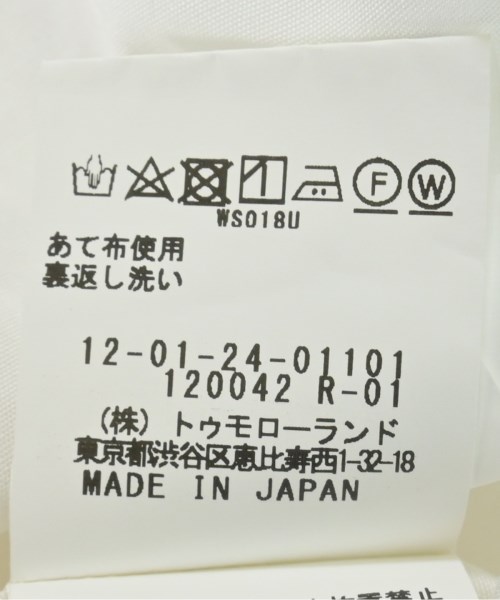 F W
WS018U
あて布使用
裏返し洗い
12-01-24-01101
120042 R-01
(株) トゥモローランド
東京都渋谷区恵比寿西1-32-18
MADE IN JAPAN
禁止